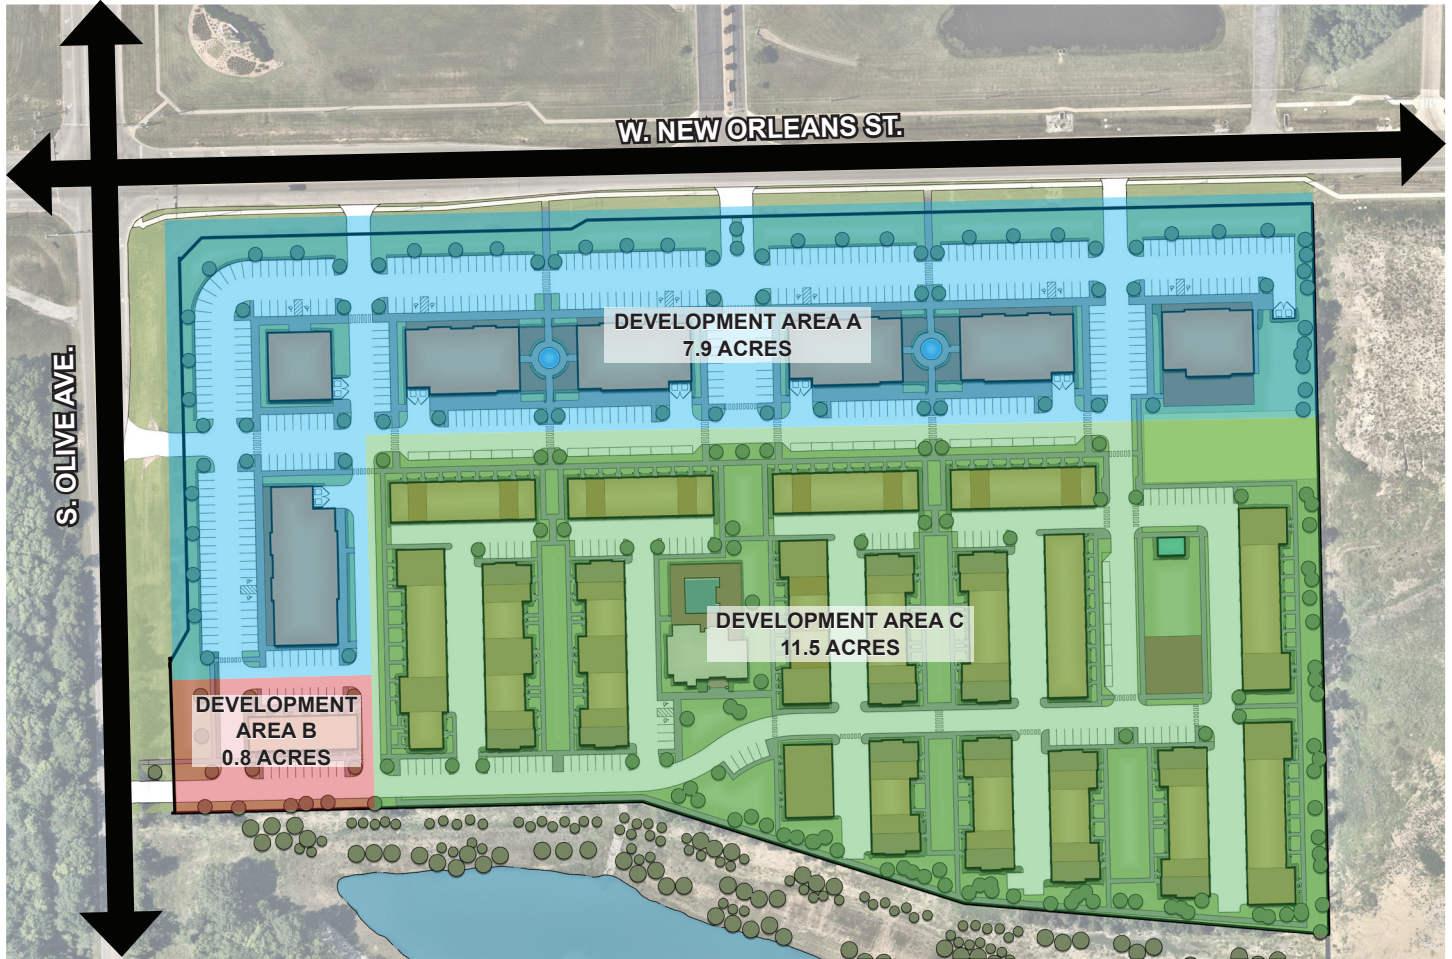 W. NEW ORLEANS ST.
S. OLIVE AVE.
DEVELOPMENT AREA A
7.9 ACRES
DEVELOPMENT AREA C
11.5 ACRES
DEVELOPMENT
AREA B
0.8 ACRES